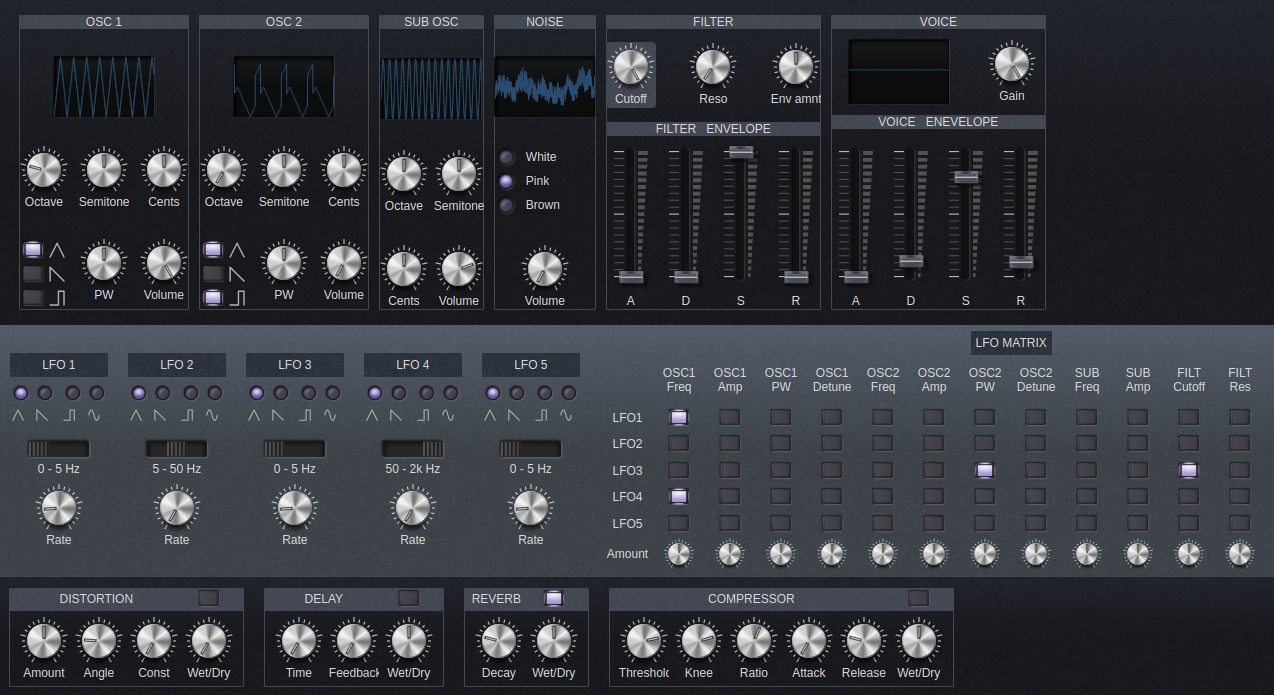 OSC 1 OSC 2 SUB OSC NOISE FILTER VOICE
Cutoff Reso Env amnt Gain
FILTER ENVELOPE VOICE ENEVELOPE
White
Pink
Brown
Octave Semitone Cents Octave Semitone Cents Octave Semitone
PW Volume PW Volume Cents Volume Volume A D S R A D S R
LFO MATRIX
LFO 1 LFO 2 LFO 3 LFO 4 LFO 5
OSC1 OSC1 OSC1 OSC1 OSC2 OSC2 OSC2 OSC2 SUB SUB FILT FILT
Freq Amp PW Detune Freq Amp PW Detune Freq Amp Cutoff Res
LFO1
LFO2
LFO3
LFO4
LFO5
0 - 5 Hz 5 - 50 Hz 0 - 5 Hz 50 - 2k Hz 0 - 5 Hz
Rate Rate Rate Rate Rate
Amount
DISTORTION DELAY REVERB COMPRESSOR
Amount Angle Const Wet/Dry Time Feedback Wet/Dry Decay Wet/Dry Threshold Knee Ratio Attack Release Wet/Dry